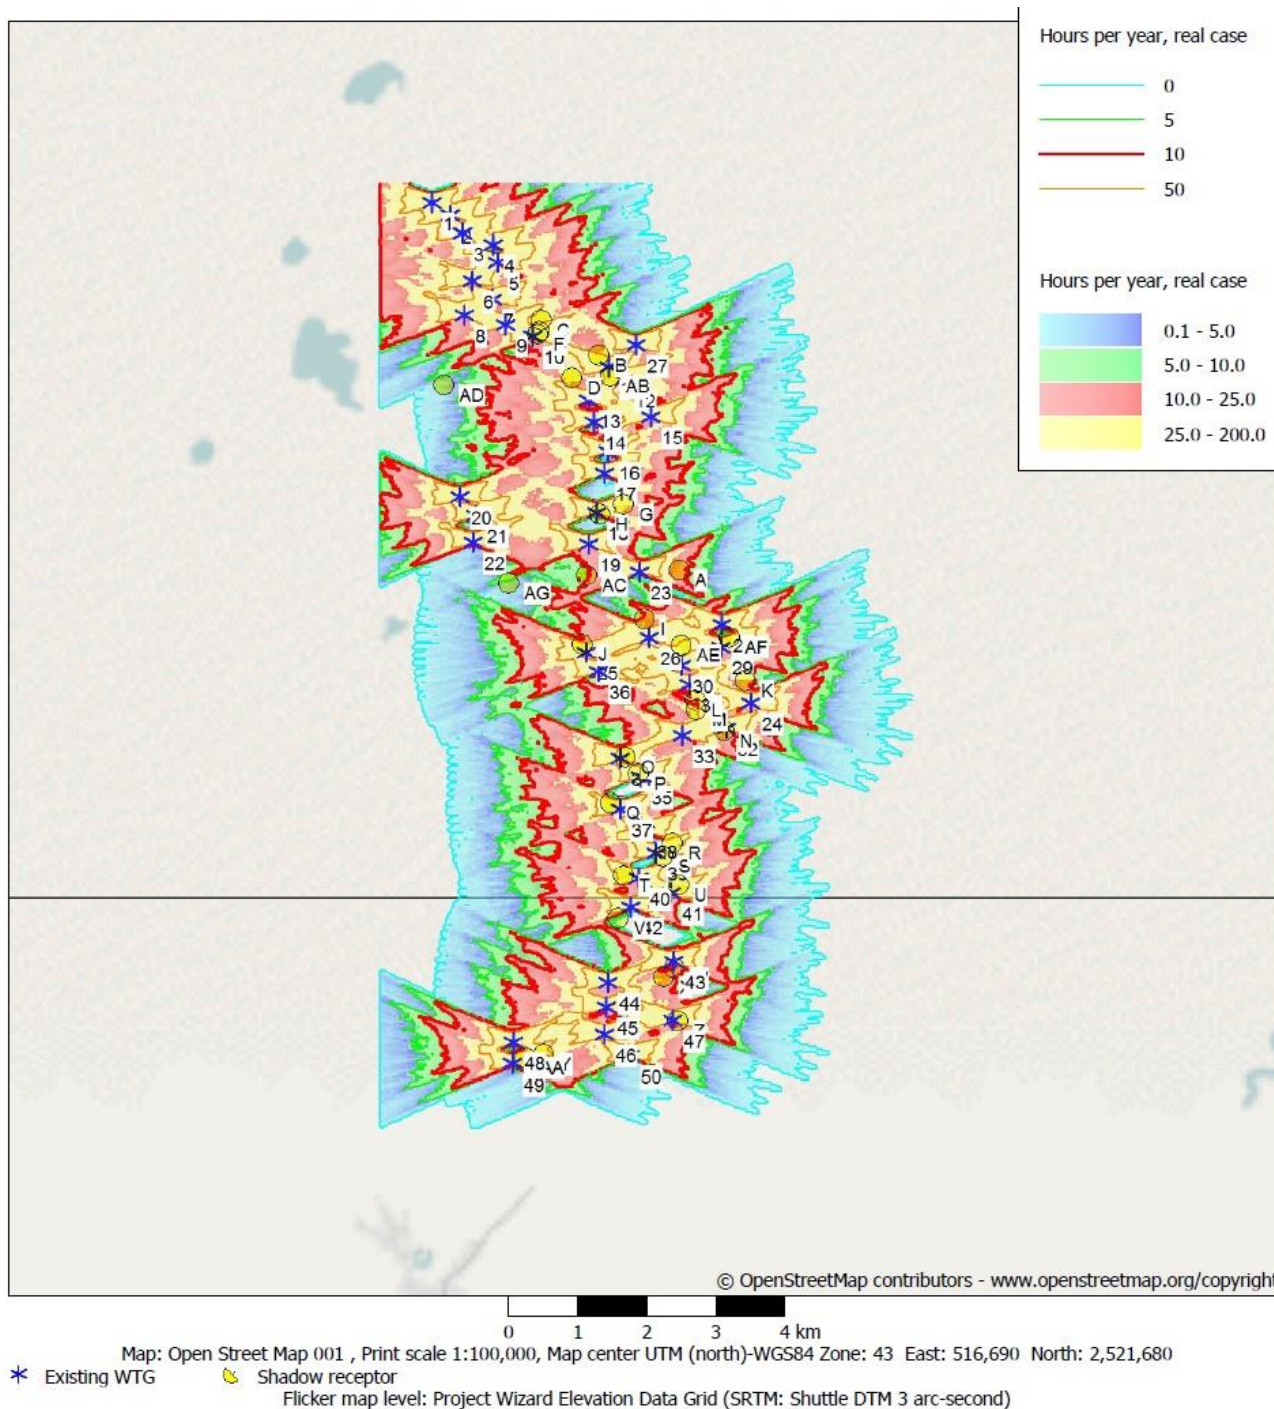 Hours per year, real case
0
5
10
50
Hours per year, real case
0.1 - 5.0
5.0 - 10.0
10.0 - 25.0
25.0 - 200.0
1
3
4
5
6
8
9
F
B
27
AD
D
AB
13
15
14
16
17
20
G
H
21
19
22
AC
A
AG
23
I
J
26
AE
AF
29
36
30
K
L
24
M
N
33
O
P
35
Q
37
R
S
T
40
U
41
V
43
44
45
47
46
48
AA
50
49
© OpenStreetMap contributors - www.openstreetmap.org/copyright
0 1 2 3 4 km
Map: Open Street Map 001 , Print scale 1:100,000, Map center UTM (north)-WGS84 Zone: 43 East: 516,690 North: 2,521,680
Existing WTG Shadow receptor
Flicker map level: Project Wizard Elevation Data Grid (SRTM: Shuttle DTM 3 arc-second)